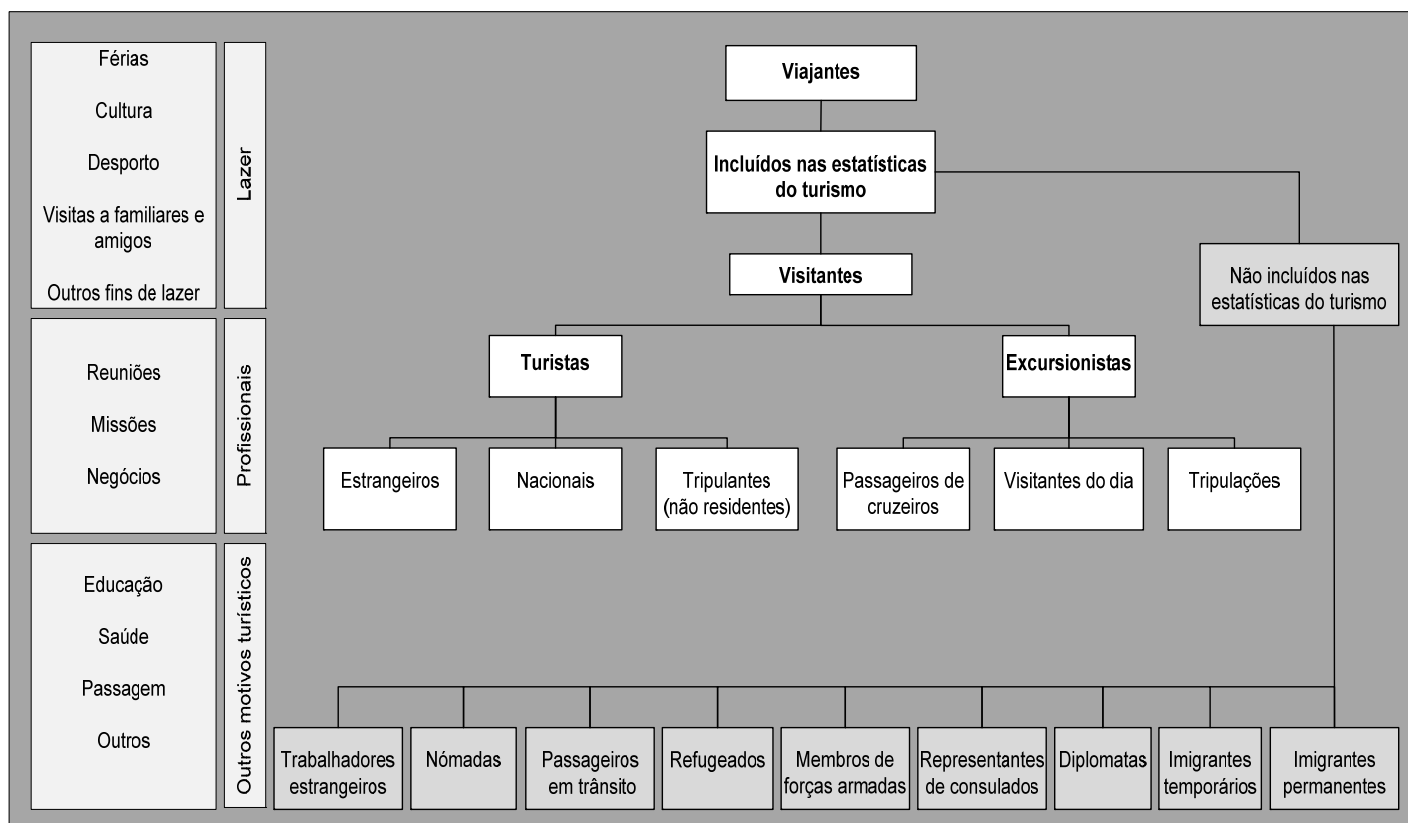 Férias
Cultura
Desporto
Visitas a familiares e
amigos
Outros fins de lazer
Lazer
Reuniões
Missões
Negócios
Profissionais
Educação
Saúde
Passagem
Outros
Outros motivos turísticos
Viajantes
Incluídos nas estatísticas
do turismo
Visitantes
Não incluídos nas
estatísticas do turismo
Turistas
Excursionistas
Estrangeiros
Nacionais
Tripulantes
(não residentes)
Passageiros de
cruzeiros
Visitantes do dia
Tripulações
Trabalhadores
estrangeiros
Nómadas
Passageiros
em trânsito
Refugeados
Membros de
forças armadas
Representantes
de consulados
Diplomatas
Imigrantes
temporários
Imigrantes
permanentes